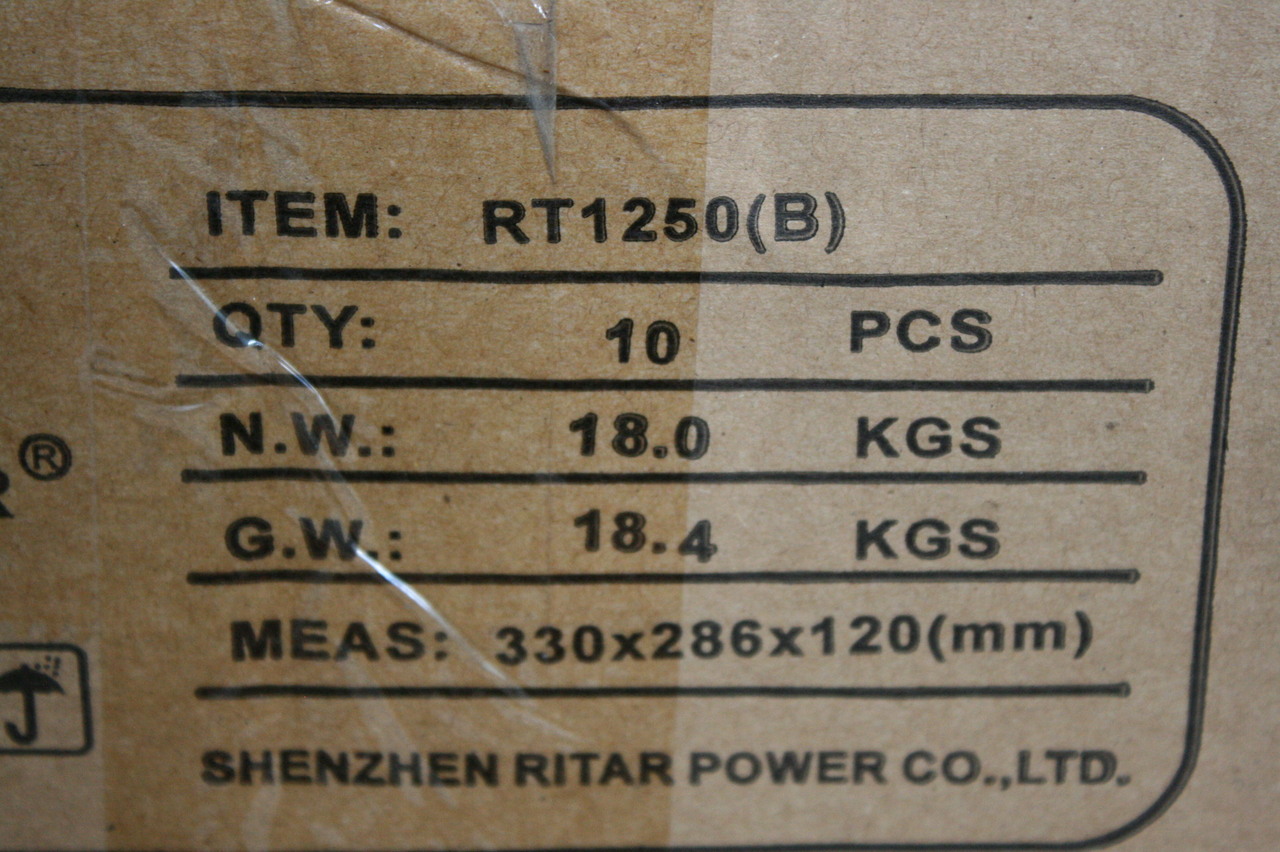 ITEM: RT1250(B)
QTY: 10 PCS
N.W.: 18.0 KGS
G.W.: 18.4 KGS
®
MEAS: 330x286x120(mm)
SHENZHEN RITAR POWER CO.,LTD.